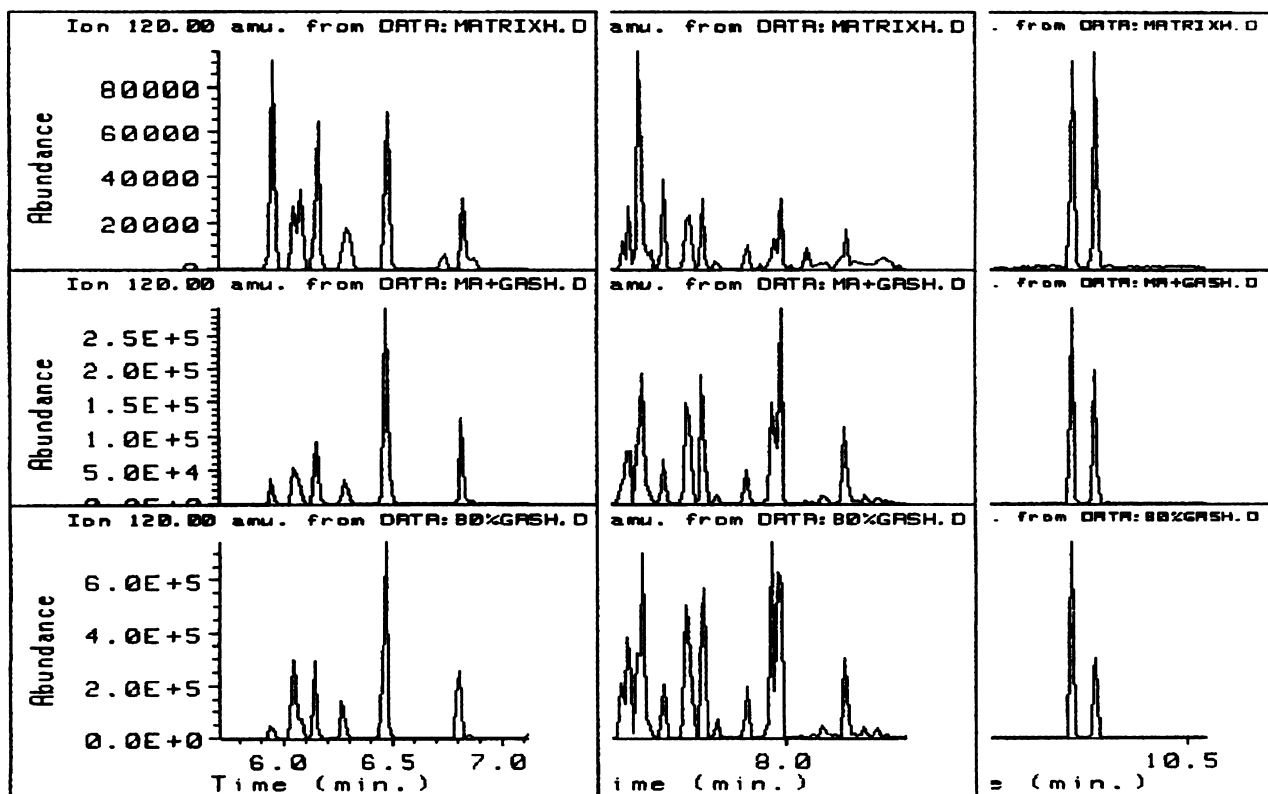 Ion 120.00 amu. from DATA:MATRIXH.D
amu. from DATA:MATRIXH.D
. from DATA:MATRIXH.D
Abundance
80000
60000
40000
20000
0
Ion 120.00 amu. from DATA:MA+GASH.D
amu. from DATA:MA+GASH.D
. from DATA:MA+GASH.D
Abundance
2.5E+5
2.0E+5
1.5E+5
1.0E+5
5.0E+4
0.0E+0
Ion 120.00 amu. from DATA:80%GASH.D
amu. from DATA:80%GASH.D
. from DATA:80%GASH.D
Abundance
6.0E+5
4.0E+5
2.0E+5
0.0E+0
6.0 6.5 7.0
8.0
10.5
Time (min.)
ime (min.)
e (min.)